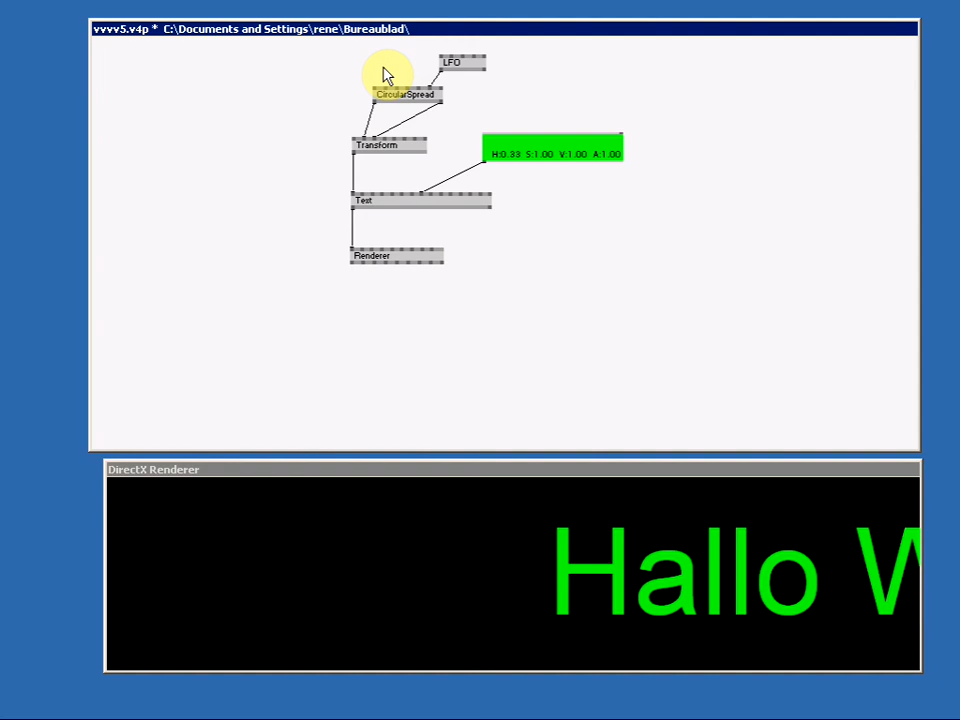 vvvv5.v4p * C:\Documents and Settings\rene\Bureaublad\
LFO
CircularSpread
Transform
H:0.33 S:1.00 V:1.00 A:1.00
Text
Renderer
DirectX Renderer
Hallo W